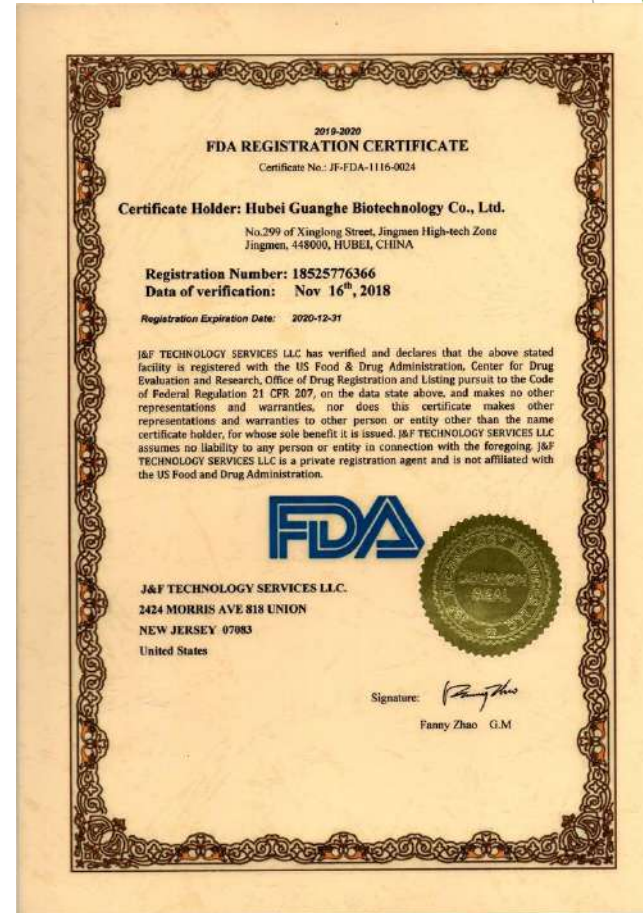 2019-2020
FDA REGISTRATION CERTIFICATE
Certificate No.: JF-FDA-1116-0024
Certificate Holder: Hubei Guanghe Biotechnology Co., Ltd.
No.299 of Xinglong Street, Jingmen High-tech Zone
Jingmen, 448000, HUBEI, CHINA
Registration Number: 18525776366
Data of verification: Nov 16th, 2018
Registration Expiration Date: 2020-12-31
J&F TECHNOLOGY SERVICES LLC has verified and declares that the above stated
facility is registered with the US Food & Drug Administration, Center for Drug
Evaluation and Research, Office of Drug Registration and Listing pursuant to the Code
of Federal Regulation 21 CFR 207, on the data state above, and makes no other
representations and warranties, nor does this certificate makes other
representations and warranties to other person or entity other than the name
certificate holder, for whose sole benefit it is issued. J&F TECHNOLOGY SERVICES LLC
assumes no liability to any person or entity in connection with the foregoing. J&F
TECHNOLOGY SERVICES LLC is a private registration agent and is not affiliated with
the US Food and Drug Administration.
FDA
COMMON
SEAL
J&F TECHNOLOGY SERVICES LLC.
2424 MORRIS AVE 818 UNION
NEW JERSEY 07083
United States
Signature: Fanny Zhao
Fanny Zhao G.M